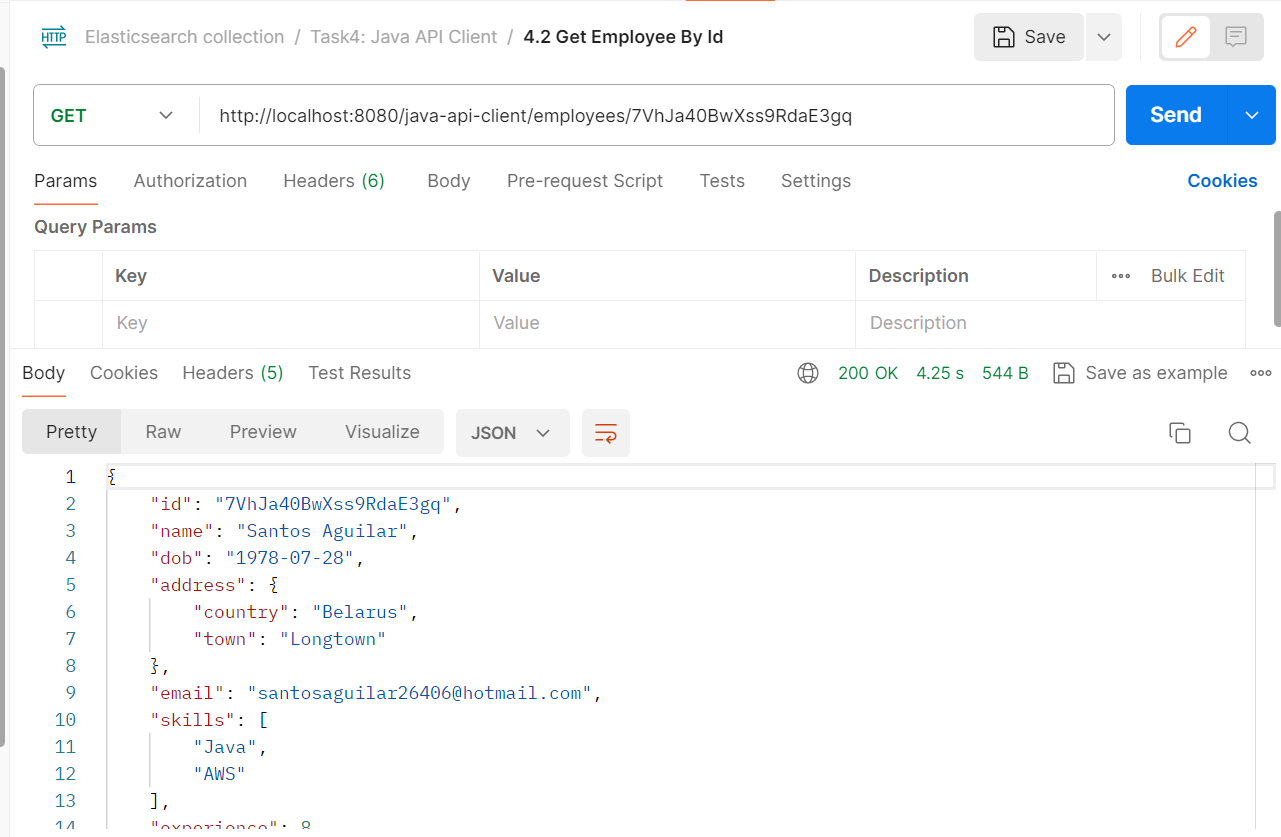 HTTP Elasticsearch collection / Task4: Java API Client / 4.2 Get Employee By Id Save
GET http://localhost:8080/java-api-client/employees/7VhJa40BwXss9RdaE3gq Send
Params Authorization Headers (6) Body Pre-request Script Tests Settings Cookies
Query Params
Key Value Description Bulk Edit
Key Value Description
Body Cookies Headers (5) Test Results 200 OK 4.25 s 544 B Save as example
Pretty Raw Preview Visualize JSON
1 {
2 "id": "7VhJa40BwXss9RdaE3gq",
3 "name": "Santos Aguilar",
4 "dob": "1978-07-28",
5 "address": {
6 "country": "Belarus",
7 "town": "Longtown"
8 },
9 "email": "santosaguilar26406@hotmail.com",
10 "skills": [
11 "Java",
12 "AWS"
13 ],
14 "experience": 8